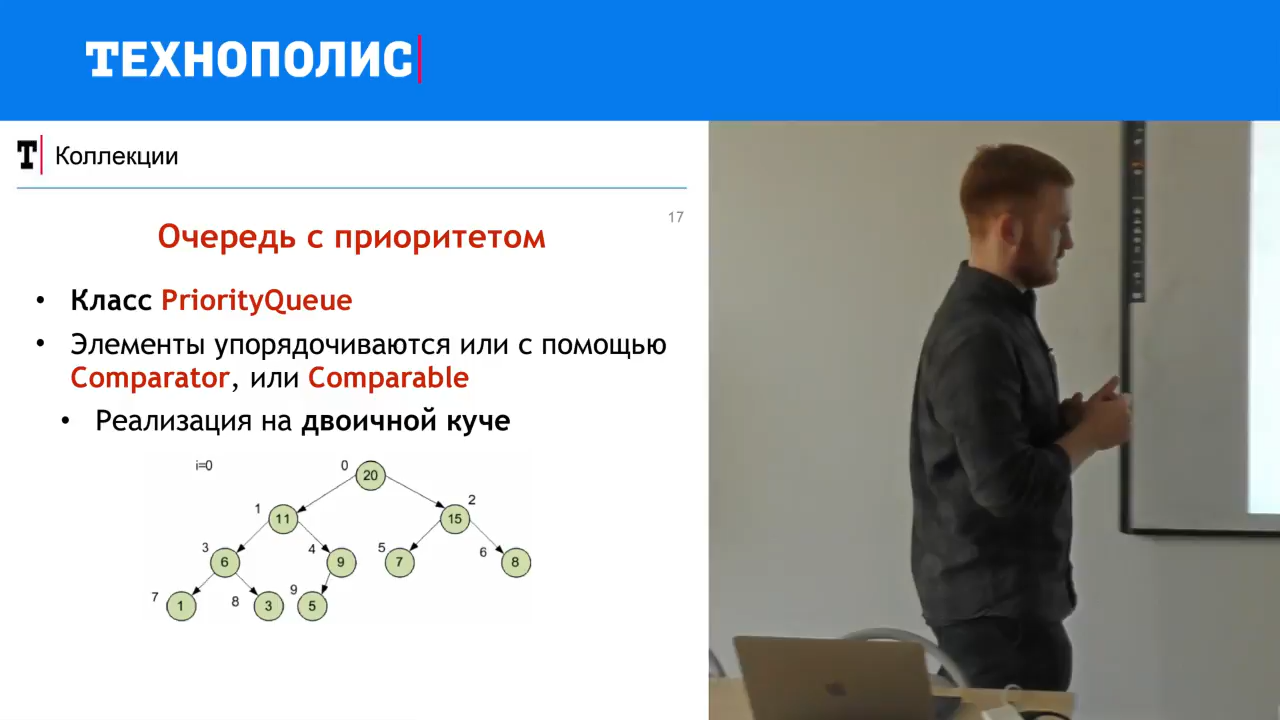 ТЕХНОПОЛИС
Т Коллекции
17
Очередь с приоритетом
• Класс PriorityQueue
• Элементы упорядочиваются или с помощью
Comparator, или Comparable
• Реализация на двоичной куче
i=0
0
20
1
11
2
15
3
6
4
9
5
7
6
8
7
1
8
3
9
5